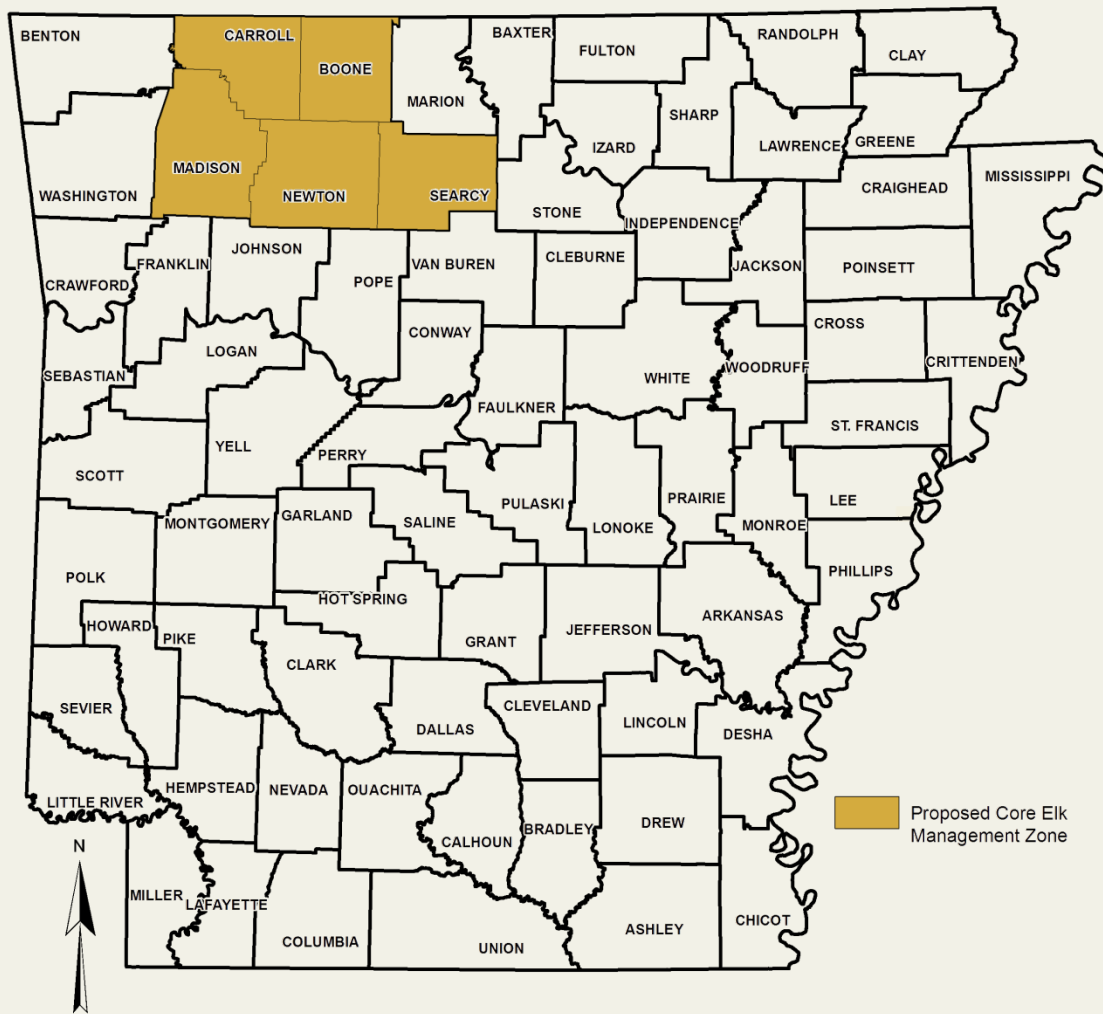 BENTON
CARROLL
BOONE
MARION
BAXTER
FULTON
RANDOLPH
CLAY
SHARP
IZARD
LAWRENCE
GREENE
MADISON
WASHINGTON
NEWTON
SEARCY
STONE
INDEPENDENCE
CRAIGHEAD
MISSISSIPPI
CRAWFORD
FRANKLIN
JOHNSON
POPE
VAN BUREN
CLEBURNE
JACKSON
POINSETT
SEBASTIAN
LOGAN
CONWAY
FAULKNER
WHITE
WOODRUFF
CROSS
CRITTENDEN
ST. FRANCIS
SCOTT
YELL
PERRY
PULASKI
LONOKE
PRAIRIE
MONROE
LEE
PHILLIPS
POLK
MONTGOMERY
GARLAND
SALINE
HOT SPRING
GRANT
JEFFERSON
ARKANSAS
HOWARD
PIKE
CLARK
SEVIER
DALLAS
CLEVELAND
LINCOLN
DESHA
LITTLE RIVER
HEMPSTEAD
NEVADA
OUACHITA
CALHOUN
BRADLEY
DREW
MILLER
LAFAYETTE
COLUMBIA
UNION
ASHLEY
CHICOT
Proposed Core Elk
Management Zone
N